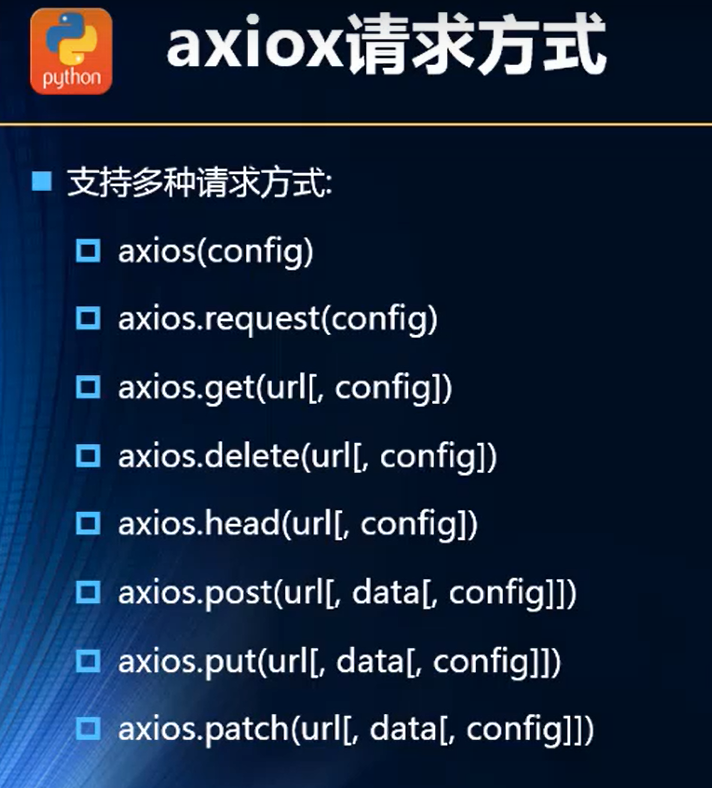 python
axiox请求方式
支持多种请求方式:
axios(config)
axios.request(config)
axios.get(url[, config])
axios.delete(url[, config])
axios.head(url[, config])
axios.post(url[, data[, config]])
axios.put(url[, data[, config]])
axios.patch(url[, data[, config]])